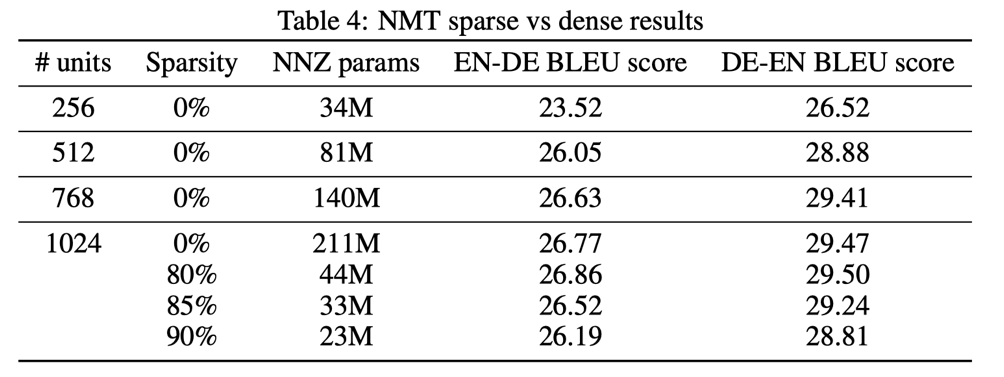 Table 4: NMT sparse vs dense results
# units Sparsity NNZ params EN-DE BLEU score DE-EN BLEU score
256 0% 34M 23.52 26.52
512 0% 81M 26.05 28.88
768 0% 140M 26.63 29.41
1024 0% 211M 26.77 29.47
80% 44M 26.86 29.50
85% 33M 26.52 29.24
90% 23M 26.19 28.81